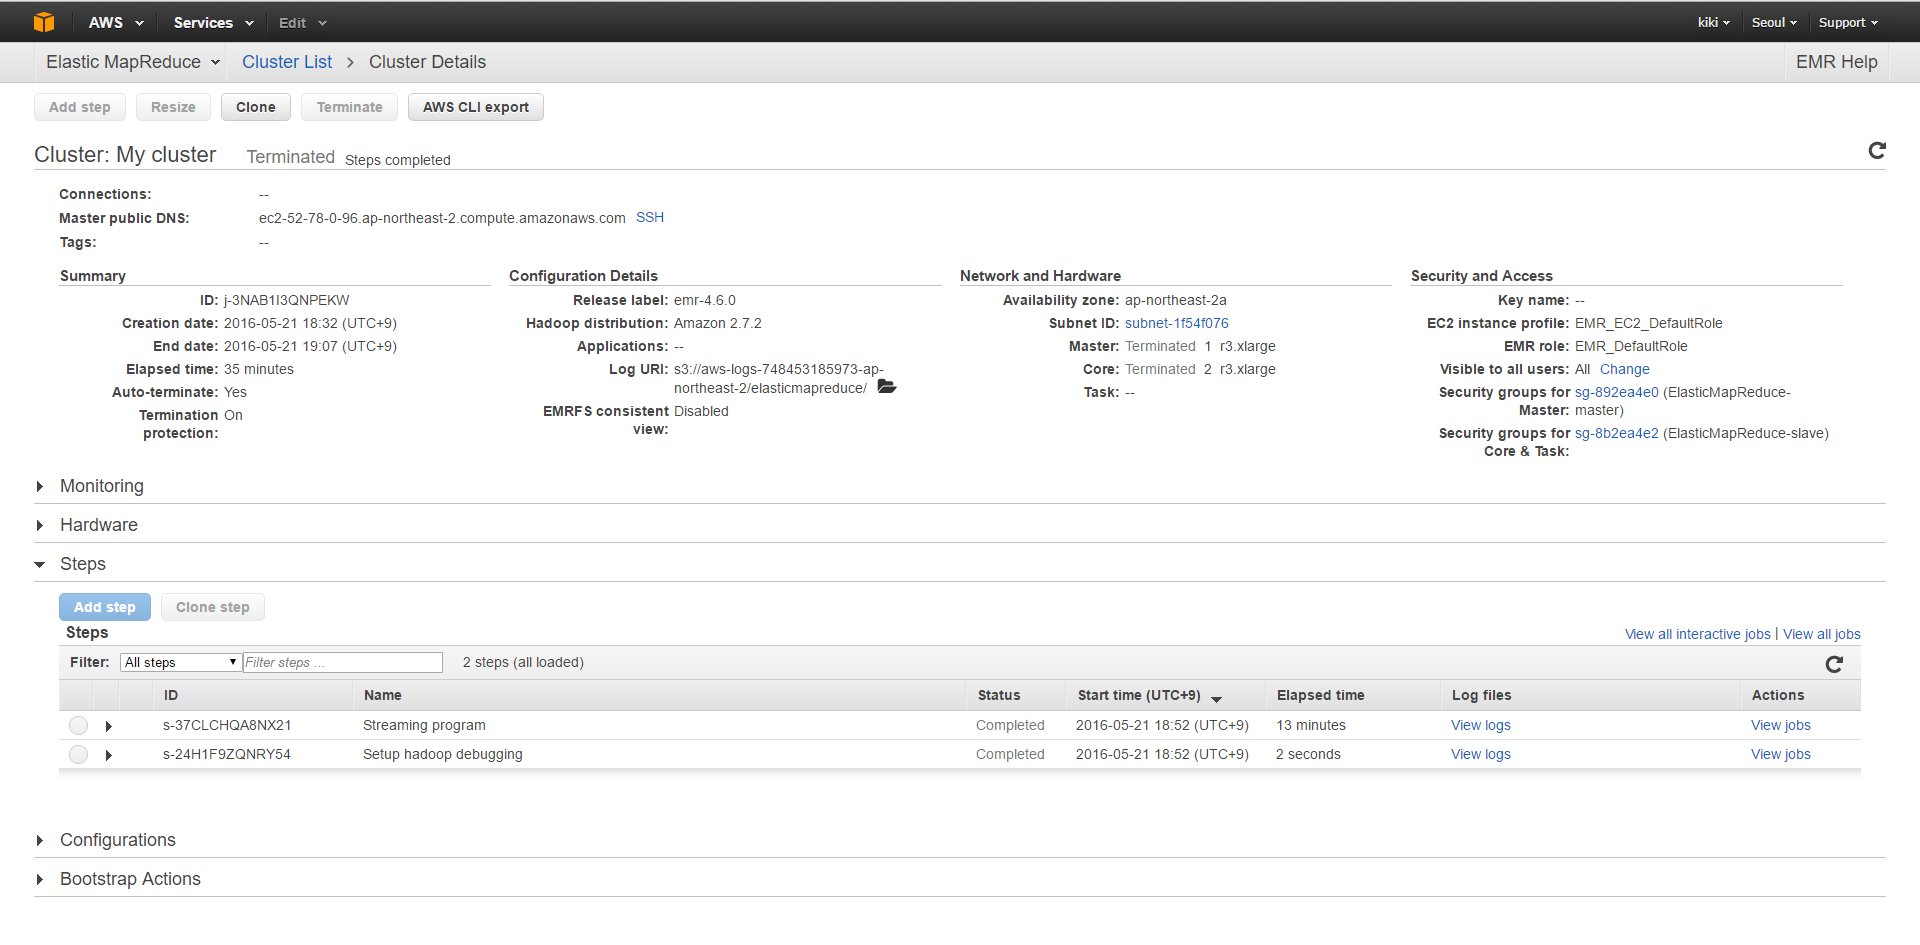 AWS Services Edit kiki Seoul Support
Elastic MapReduce Cluster List > Cluster Details EMR Help
Add step Resize Clone Terminate AWS CLI export
Cluster: My cluster Terminated Steps completed
Connections: --
Master public DNS: ec2-52-78-0-96.ap-northeast-2.compute.amazonaws.com SSH
Tags: --
Summary
ID: j-3NAB1I3QNPEKW
Creation date: 2016-05-21 18:32 (UTC+9)
End date: 2016-05-21 19:07 (UTC+9)
Elapsed time: 35 minutes
Auto-terminate: Yes
Termination On
protection:
Configuration Details
Release label: emr-4.6.0
Hadoop distribution: Amazon 2.7.2
Applications: --
Log URI: s3://aws-logs-748453185973-ap-
northeast-2/elasticmapreduce/
EMRFS consistent Disabled
view:
Network and Hardware
Availability zone: ap-northeast-2a
Subnet ID: subnet-1f54f076
Master: Terminated 1 r3.xlarge
Core: Terminated 2 r3.xlarge
Task: --
Security and Access
Key name: --
EC2 instance profile: EMR_EC2_DefaultRole
EMR role: EMR_DefaultRole
Visible to all users: All Change
Security groups for sg-892ea4e0 (ElasticMapReduce-
Master: master)
Security groups for sg-8b2ea4e2 (ElasticMapReduce-slave)
Core & Task:
Monitoring
Hardware
Steps
Add step Clone step
Steps View all interactive jobs | View all jobs
Filter: All steps Filter steps ... 2 steps (all loaded)
ID Name Status Start time (UTC+9) Elapsed time Log files Actions
s-37CLCHQA8NX21 Streaming program Completed 2016-05-21 18:52 (UTC+9) 13 minutes View logs View jobs
s-24H1F9ZQNRY54 Setup hadoop debugging Completed 2016-05-21 18:52 (UTC+9) 2 seconds View logs View jobs
Configurations
Bootstrap Actions